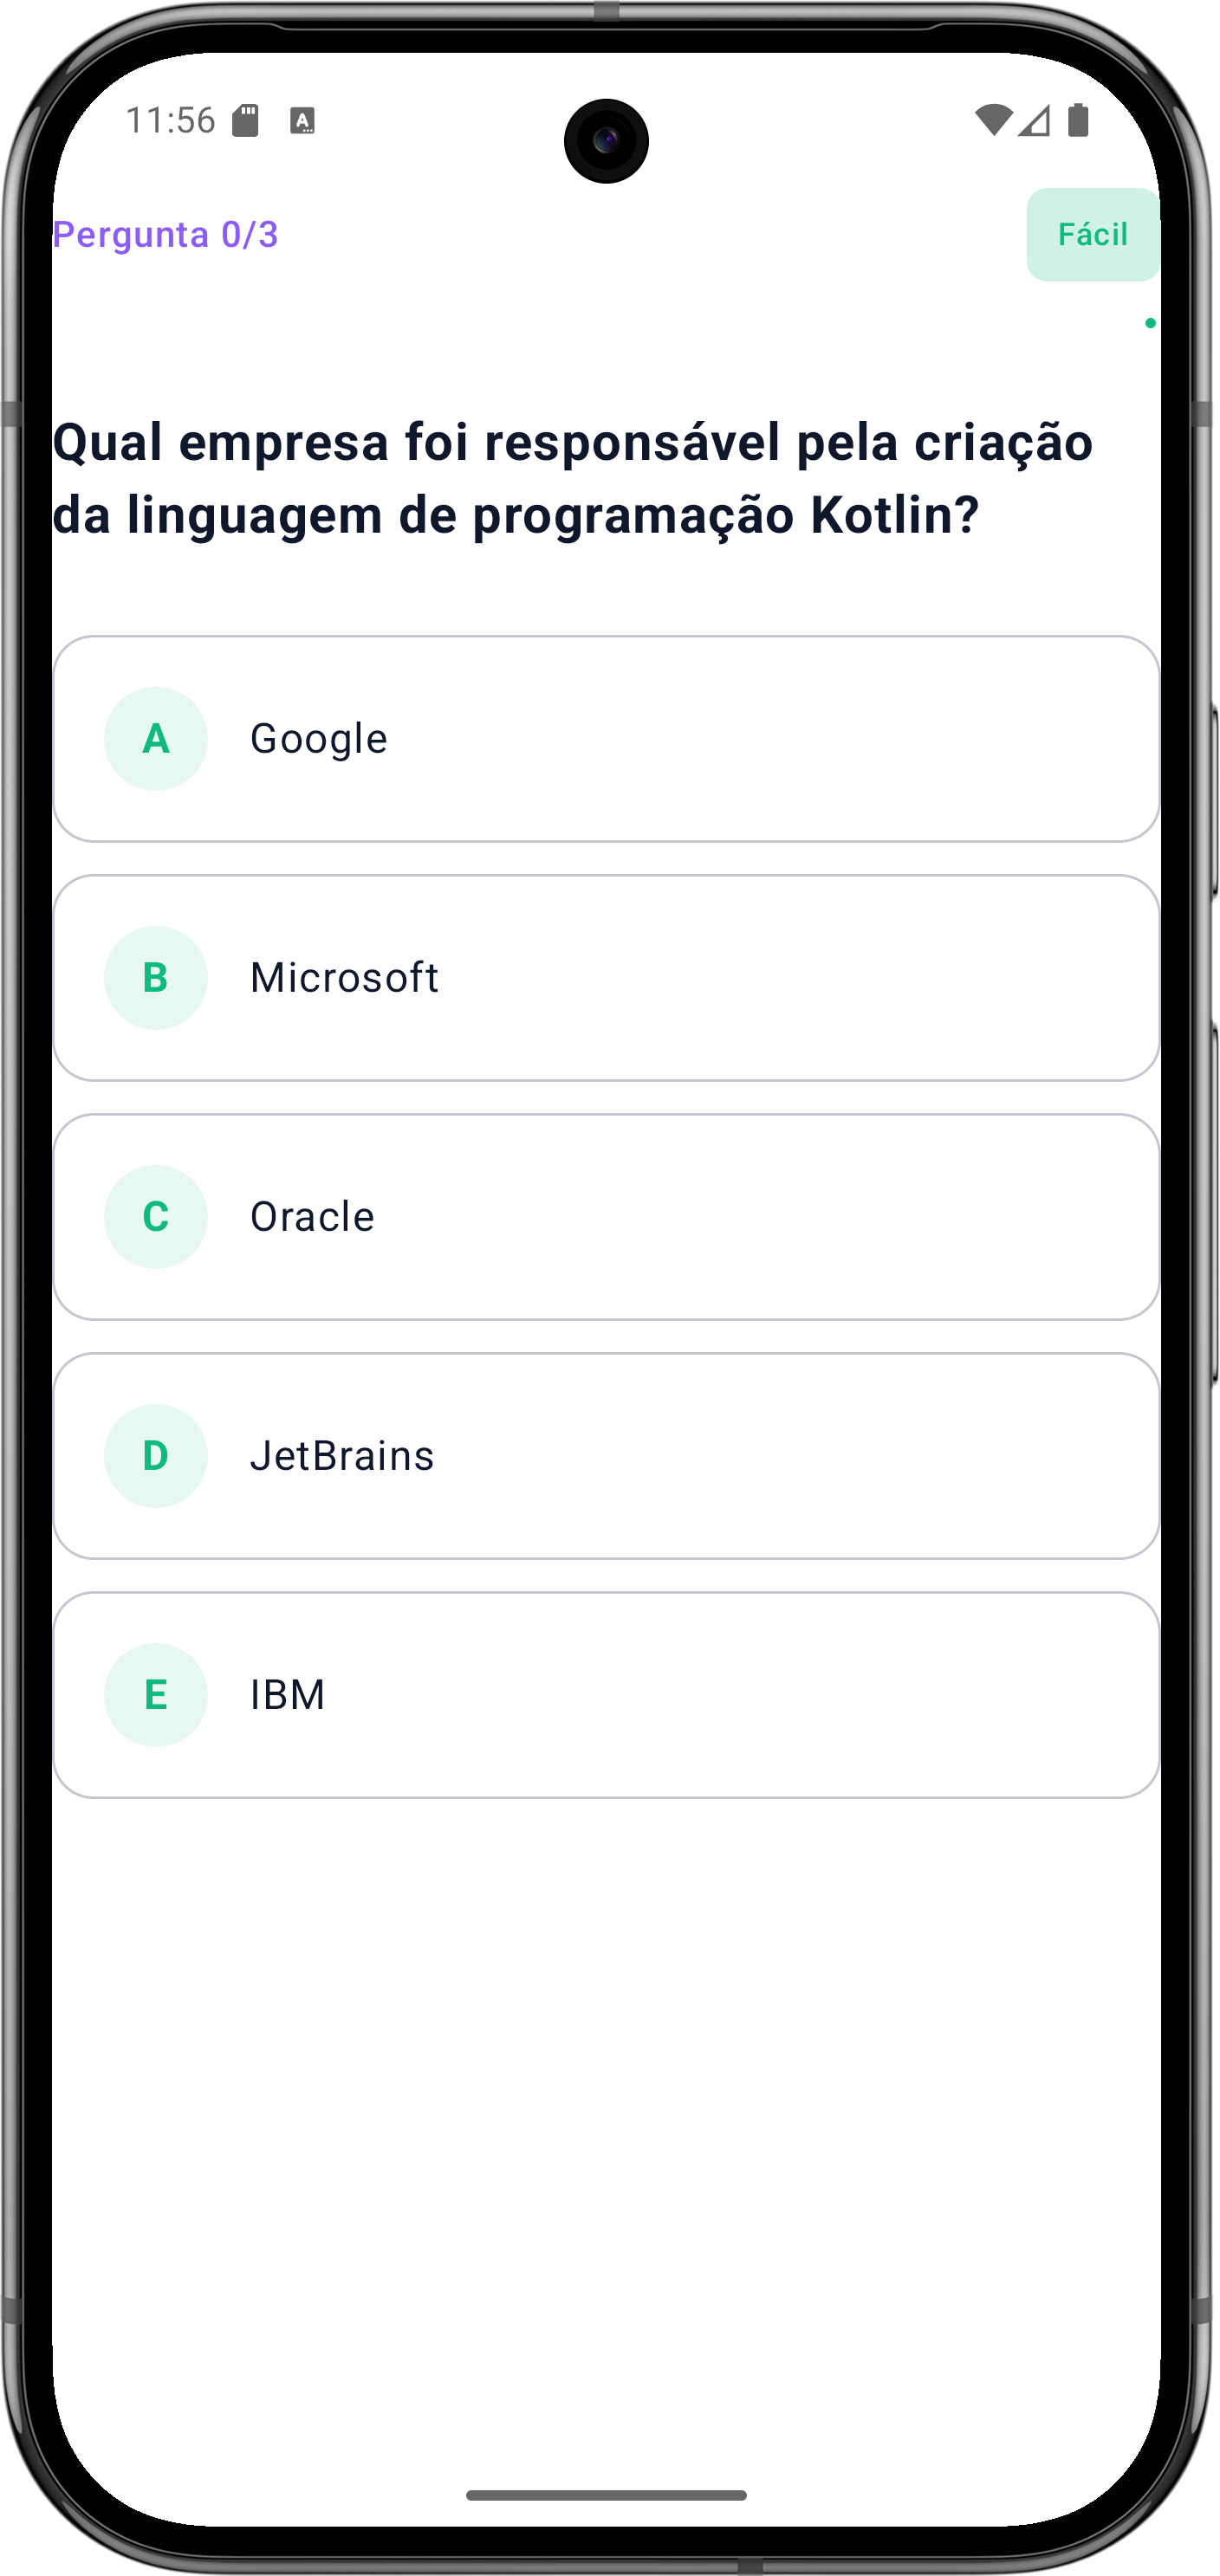 11:56
Pergunta 0/3
Fácil
Qual empresa foi responsável pela criação
da linguagem de programação Kotlin?
A Google
B Microsoft
C Oracle
D JetBrains
E IBM